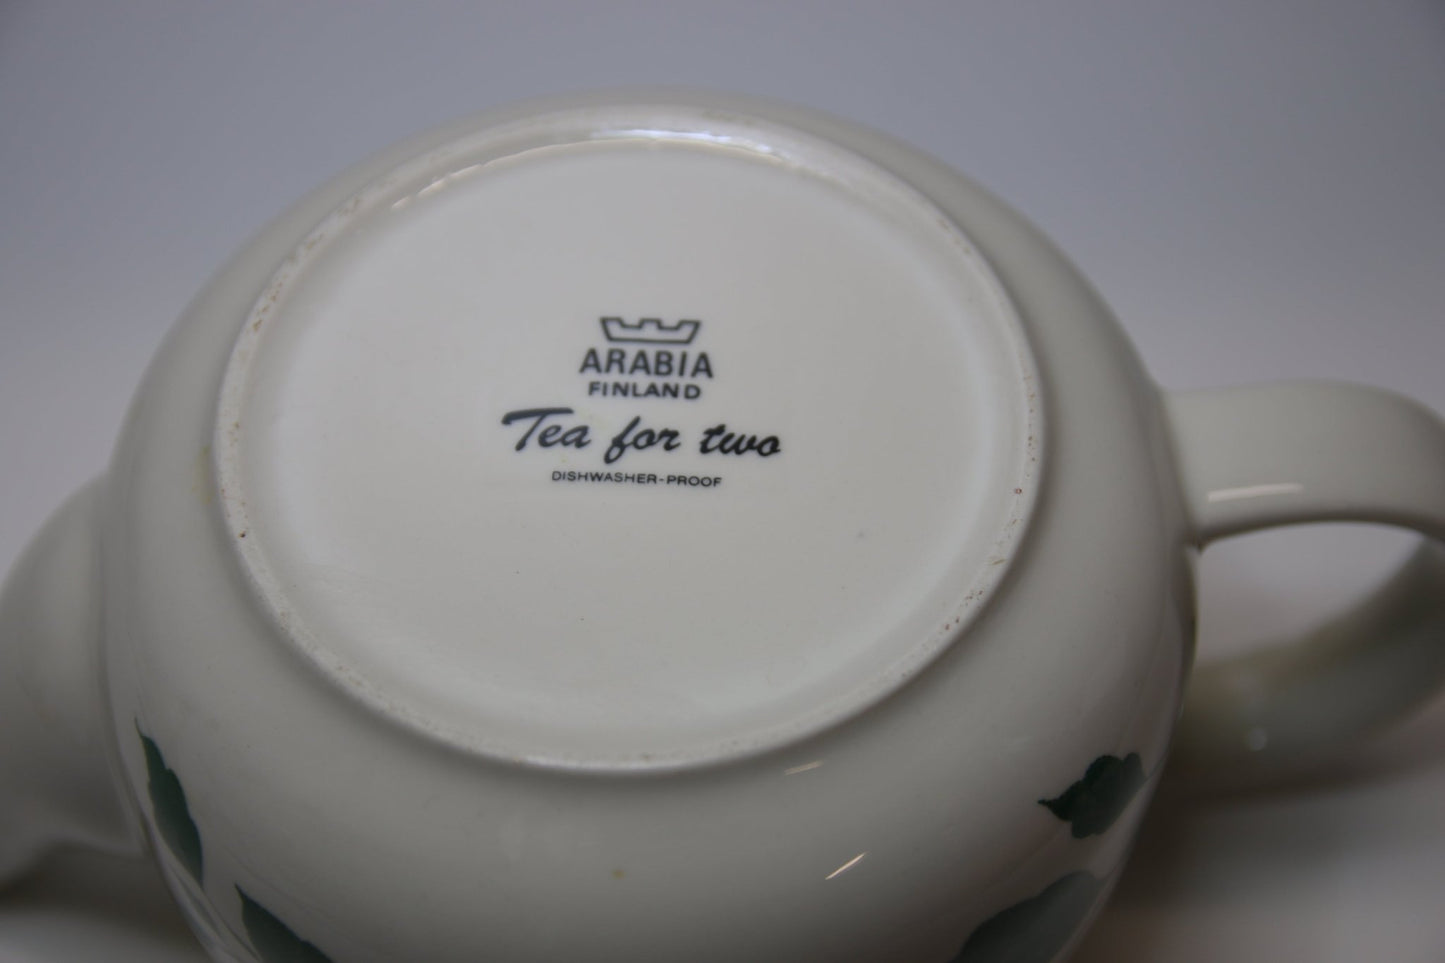 ARABIA
FINLAND
Tea for two
DISHWASHER-PROOF